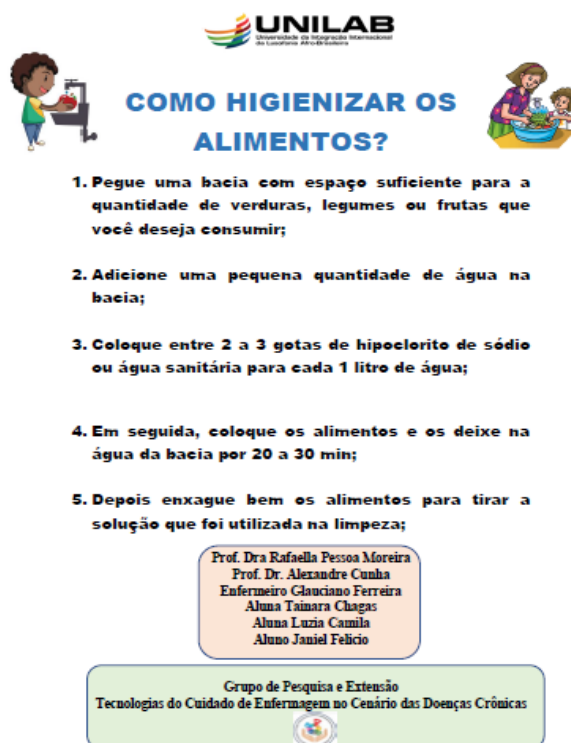 UNILAB
Universidade da Integração Internacional
da Lusofonia Afro-Brasileira
COMO HIGIENIZAR OS
ALIMENTOS?
1. Pegue uma bacia com espaço suficiente para a
quantidade de verduras, legumes ou frutas que
você deseja consumir;
2. Adicione uma pequena quantidade de água na
bacia;
3. Coloque entre 2 a 3 gotas de hipoclorito de sódio
ou água sanitária para cada 1 litro de água;
4. Em seguida, coloque os alimentos e os deixe na
água da bacia por 20 a 30 min;
5. Depois enxague bem os alimentos para tirar a
solução que foi utilizada na limpeza;
Prof. Dra Rafaella Pessoa Moreira
Prof. Dr. Alexandre Cunha
Enfermeiro Glauciano Ferreira
Aluna Tainara Chagas
Aluna Luzia Camila
Aluno Janiel Felicio
Grupo de Pesquisa e Extensão
Tecnologias do Cuidado de Enfermagem no Cenário das Doenças Crônicas